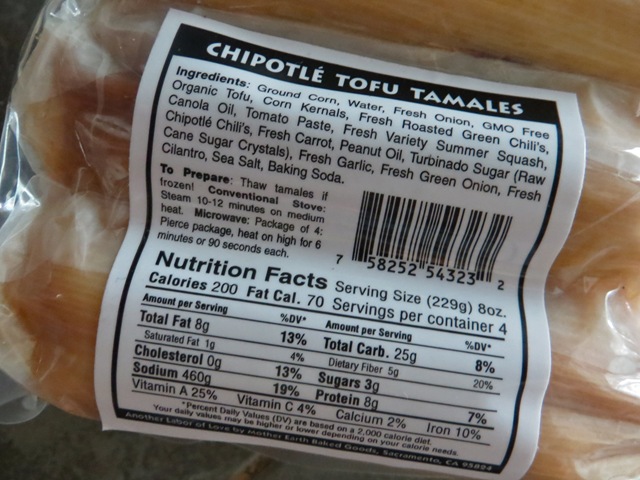 CHIPOTLÉ TOFU TAMALES
Ingredients: Ground Corn, Water, Fresh Onion, GMO Free
Organic Tofu, Corn Kernals, Fresh Roasted Green Chili's,
Canola Oil, Tomato Paste, Fresh Variety Summer Squash,
Chipotlé Chili's, Fresh Carrot, Peanut Oil, Turbinado Sugar (Raw
Cane Sugar Crystals), Fresh Garlic, Fresh Green Onion, Fresh
Cilantro, Sea Salt, Baking Soda.
To Prepare: Thaw tamales if
frozen! Conventional Stove:
Steam 10-12 minutes on medium
heat. Microwave: Package of 4:
Pierce package, heat on high for 6
minutes or 90 seconds each.
7 58252 54323 2
Nutrition Facts Serving Size (229g) 8oz.
Calories 200 Fat Cal. 70 Servings per container 4
Amount per Serving %DV* Amount per Serving %DV*
Total Fat 8g 13% Total Carb. 25g 8%
Saturated Fat 1g 4% Dietary Fiber 5g 20%
Cholesterol 0g 13% Sugars 3g
Sodium 460g 19% Protein 8g 7%
Vitamin A 25% Vitamin C 4% Calcium 2% Iron 10%
*Percent Daily Values (DV) are based on a 2,000 calorie diet.
Your daily values may be higher or lower depending on your calorie needs.
Another Labor of Love by Mother Earth Baked Goods, Sacramento, CA 95824